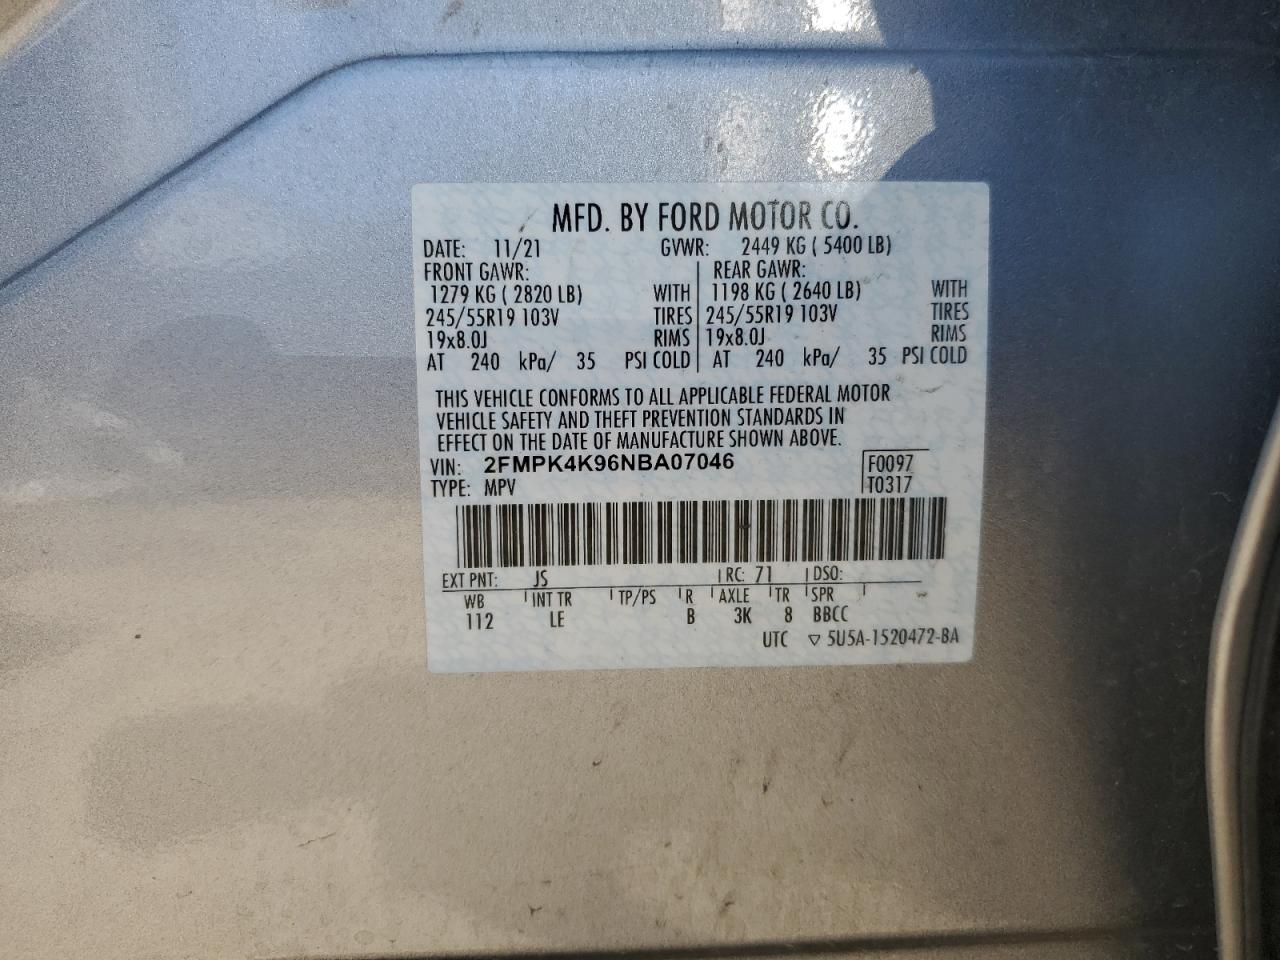 MFD. BY FORD MOTOR CO.
DATE: 11/21 GVWR: 2449 KG ( 5400 LB)
FRONT GAWR: REAR GAWR:
1279 KG ( 2820 LB) WITH 1198 KG ( 2640 LB) WITH
245/55R19 103V TIRES 245/55R19 103V TIRES
19x8.0J RIMS 19x8.0J RIMS
AT 240 kPa/ 35 PSI COLD AT 240 kPa/ 35 PSI COLD
THIS VEHICLE CONFORMS TO ALL APPLICABLE FEDERAL MOTOR
VEHICLE SAFETY AND THEFT PREVENTION STANDARDS IN
EFFECT ON THE DATE OF MANUFACTURE SHOWN ABOVE.
VIN: 2FMPK4K96NBA07046 F0097
TYPE: MPV T0317
EXT PNT: JS RC: 71 DSO:
WB INT TR TP/PS R AXLE TR SPR
112 LE B 3K 8 BBCC
UTC ▽ 5U5A-1520472-BA